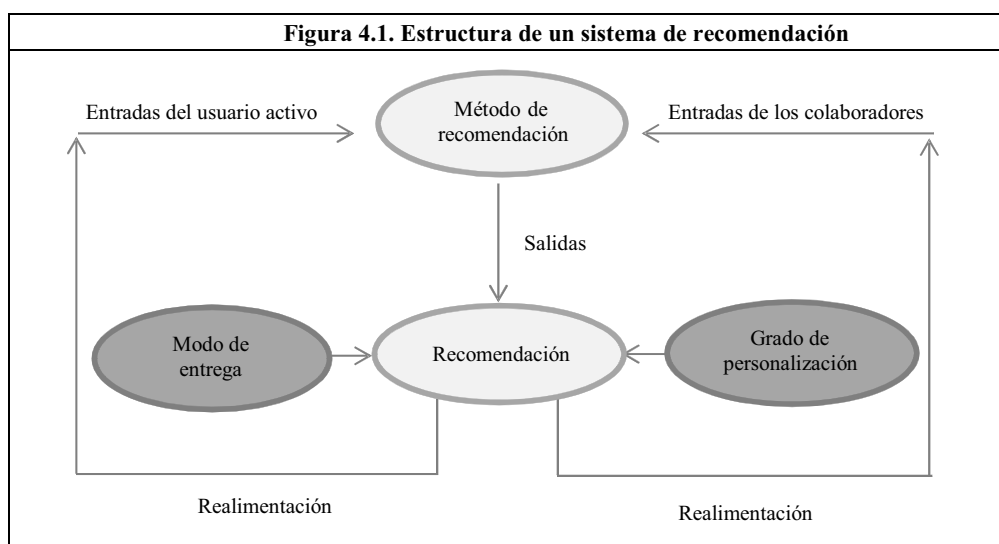 Figura 4.1. Estructura de un sistema de recomendación
Entradas del usuario activo
Método de
recomendación
Entradas de los colaboradores
Salidas
Modo de
entrega
Recomendación
Grado de
personalización
Realimentación
Realimentación